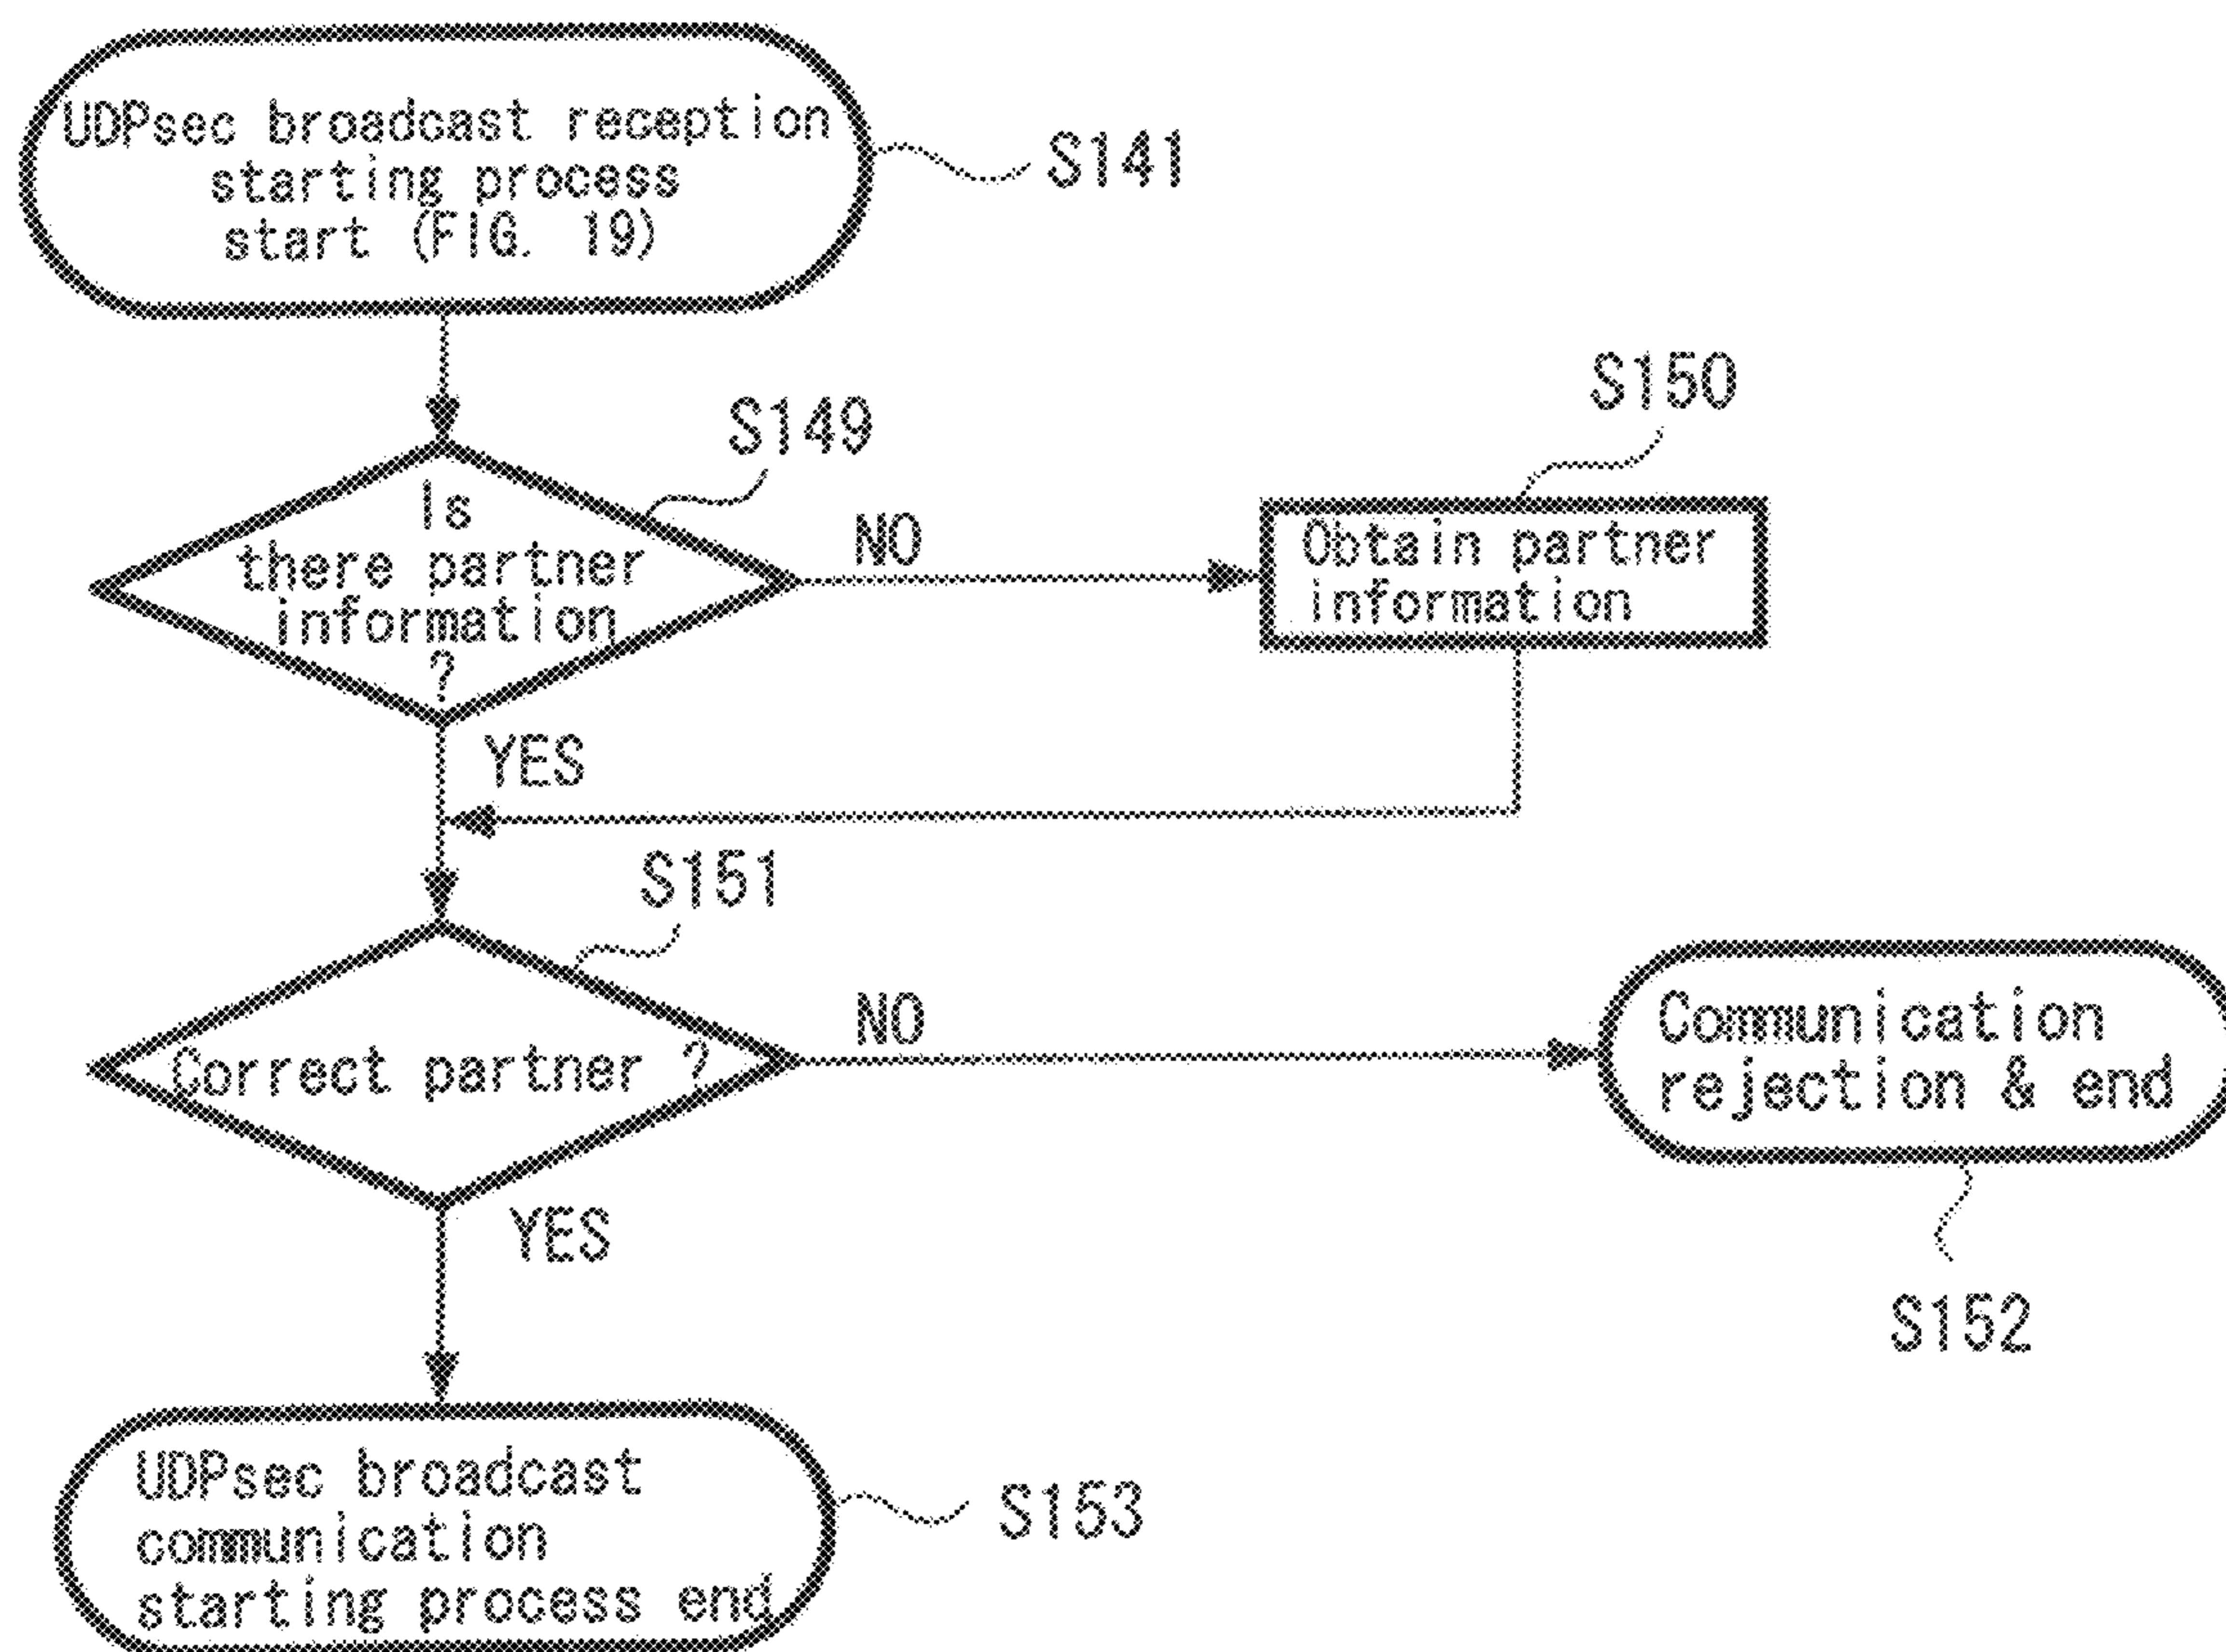 UDPsec broadcast reception
starting process
start (FIG. 19)
S141
S149
Is
there partner
information
?
NO
YES
S150
Obtain partner
information
S151
Correct partner ?
NO
YES
Communication
rejection & end
S152
UDPsec broadcast
communication
starting process end
S153